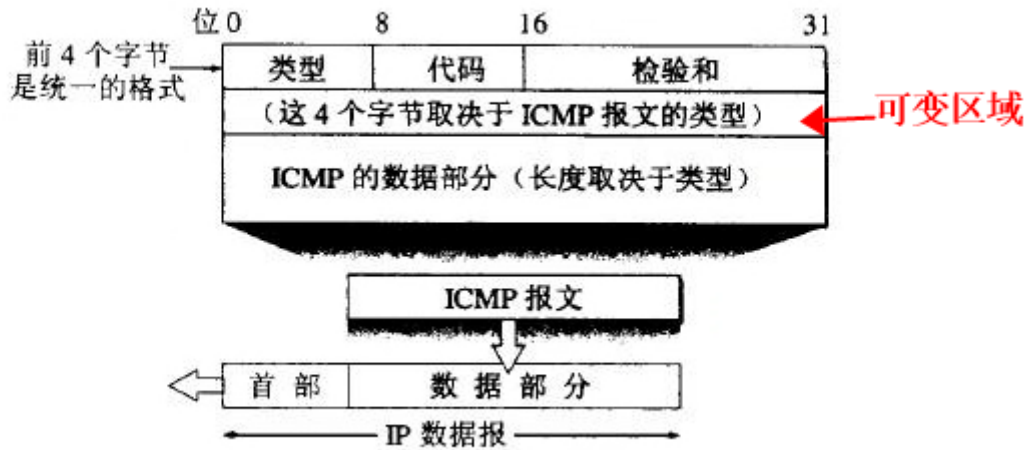 位 0 8 16 31
前 4 个字节
是统一的格式
类型 代码 检验和
（这 4 个字节取决于 ICMP 报文的类型）
可变区域
ICMP 的数据部分（长度取决于类型）
ICMP 报文
首 部 数 据 部 分
IP 数据报